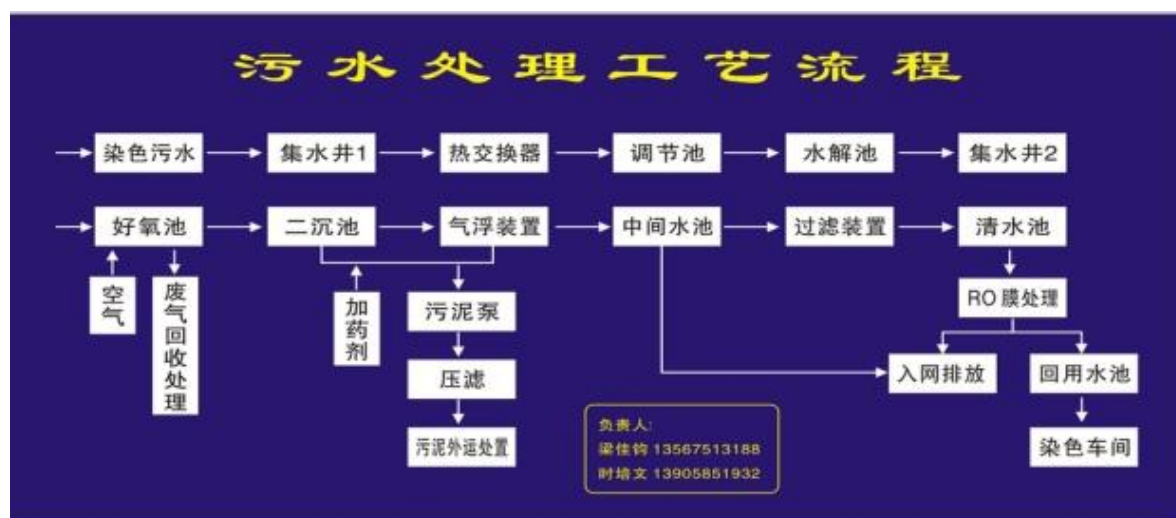 污水处理工艺流程
染色污水
集水井1
热交换器
调节池
水解池
集水井2
好氧池
二沉池
气浮装置
中间水池
过滤装置
清水池
空气
废气回收处理
加药剂
污泥泵
RO膜处理
压滤
入网排放
回用水池
污泥外运处置
染色车间
负责人:
梁佳钧 13567513188
时培文 13905851932